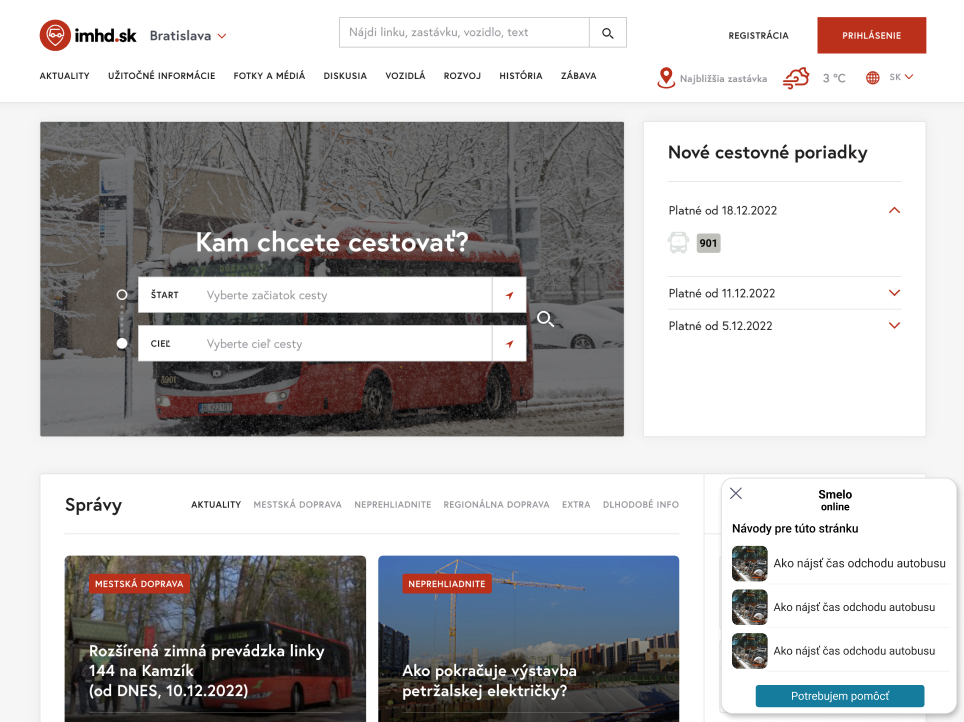 imhd.sk
Bratislava
Nájdi linku, zastávku, vozidlo, text
REGISTRÁCIA
PRIHLÁSENIE
AKTUALITY
UŽITOČNÉ INFORMÁCIE
FOTKY A MÉDIÁ
DISKUSIA
VOZIDLÁ
ROZVOJ
HISTÓRIA
ZÁBAVA
Najbližšia zastávka
3 °C
SK
Kam chcete cestovať?
ŠTART
Vyberte začiatok cesty
CIEĽ
Vyberte cieľ cesty
3001
Nové cestovné poriadky
Platné od 18.12.2022
901
Platné od 11.12.2022
Platné od 5.12.2022
Správy
AKTUALITY
MESTSKÁ DOPRAVA
NEPREHLIADNITE
REGIONÁLNA DOPRAVA
EXTRA
DLHODOBÉ INFO
MESTSKÁ DOPRAVA
Rozšírená zimná prevádzka linky
144 na Kamzík
(od DNES, 10.12.2022)
NEPREHLIADNITE
Ako pokračuje výstavba
petržalskej električky?
Smelo
online
Návody pre túto stránku
Ako nájsť čas odchodu autobusu
Ako nájsť čas odchodu autobusu
Ako nájsť čas odchodu autobusu
Potrebujem pomôcť